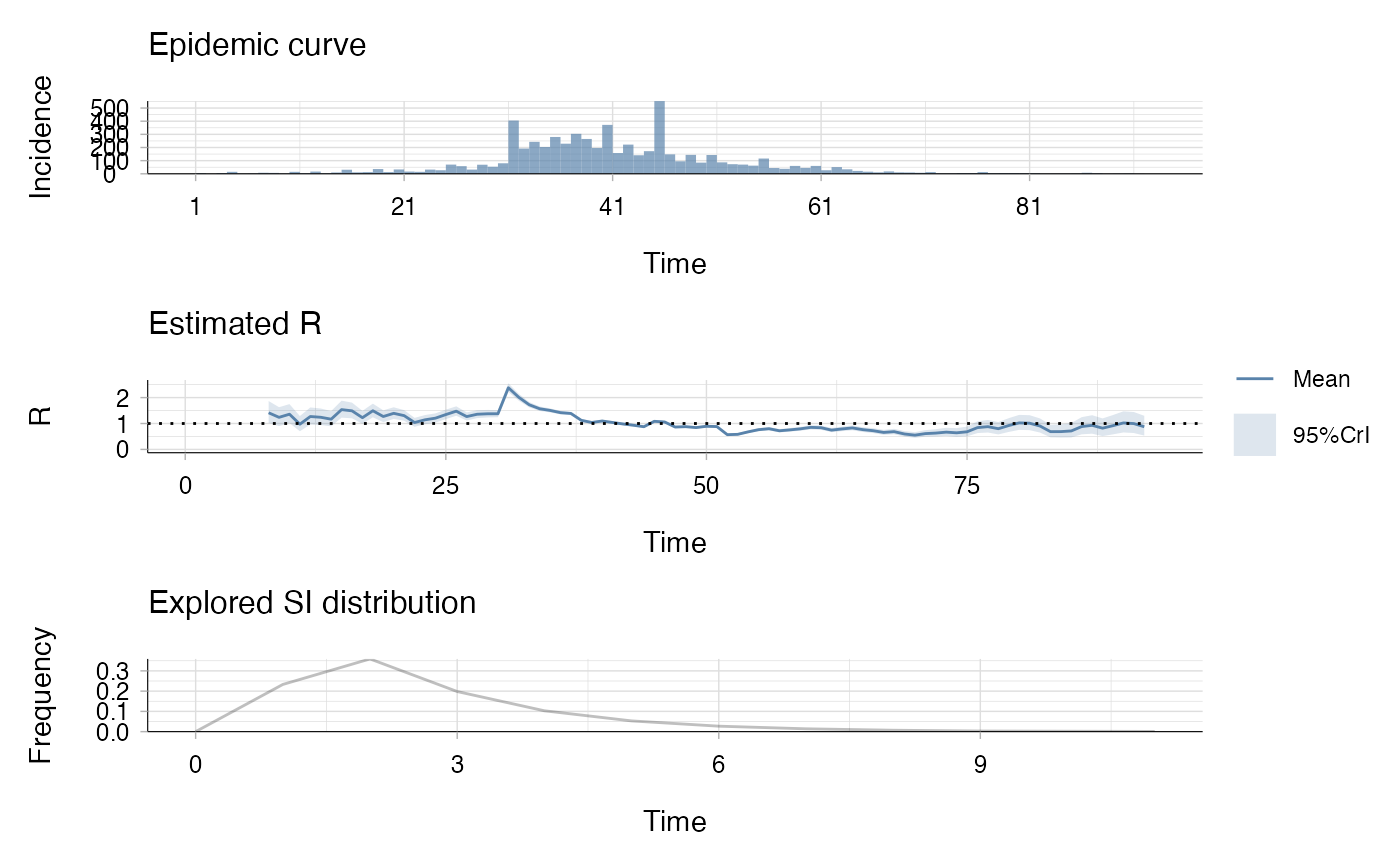 Epidemic curve
Incidence
500
400
300
200
100
0
1 21 41 61 81
Time
Estimated R
R
2
1
0
0 25 50 75
Time
Mean
95%CrI
Explored SI distribution
Frequency
0.3
0.2
0.1
0.0
0 3 6 9
Time